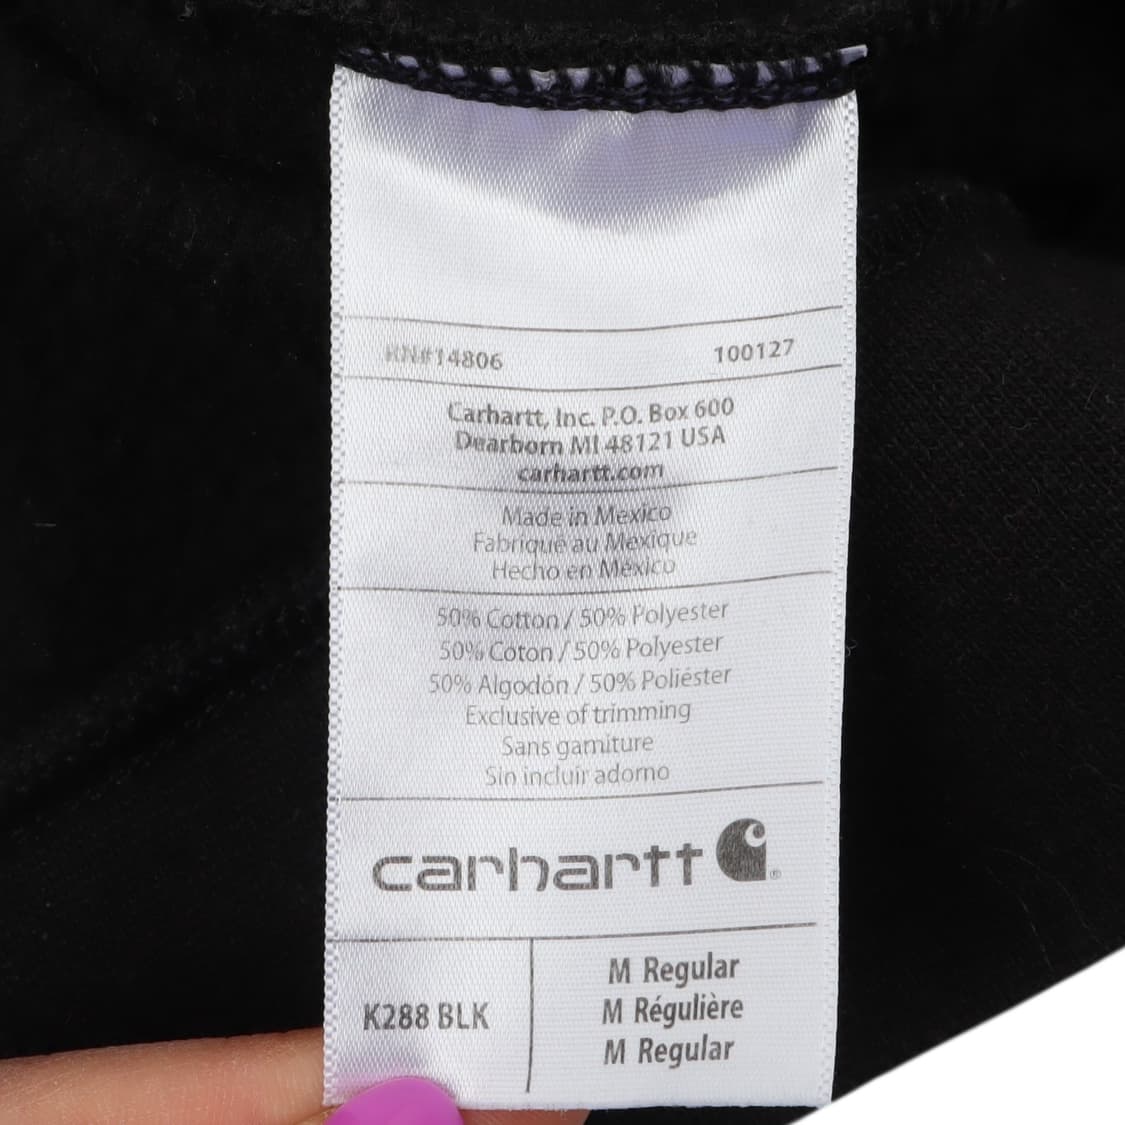 RN#14806 100127
Carhartt, Inc. P.O. Box 600
Dearborn MI 48121 USA
carhartt.com
Made in Mexico
Fabriqué au Mexique
Hecho en México
50% Cotton / 50% Polyester
50% Coton / 50% Polyester
50% Algodón / 50% Poliéster
Exclusive of trimming
Sans garniture
Sin incluir adorno
carhartt ®
K288 BLK
M Regular
M Régulière
M Regular